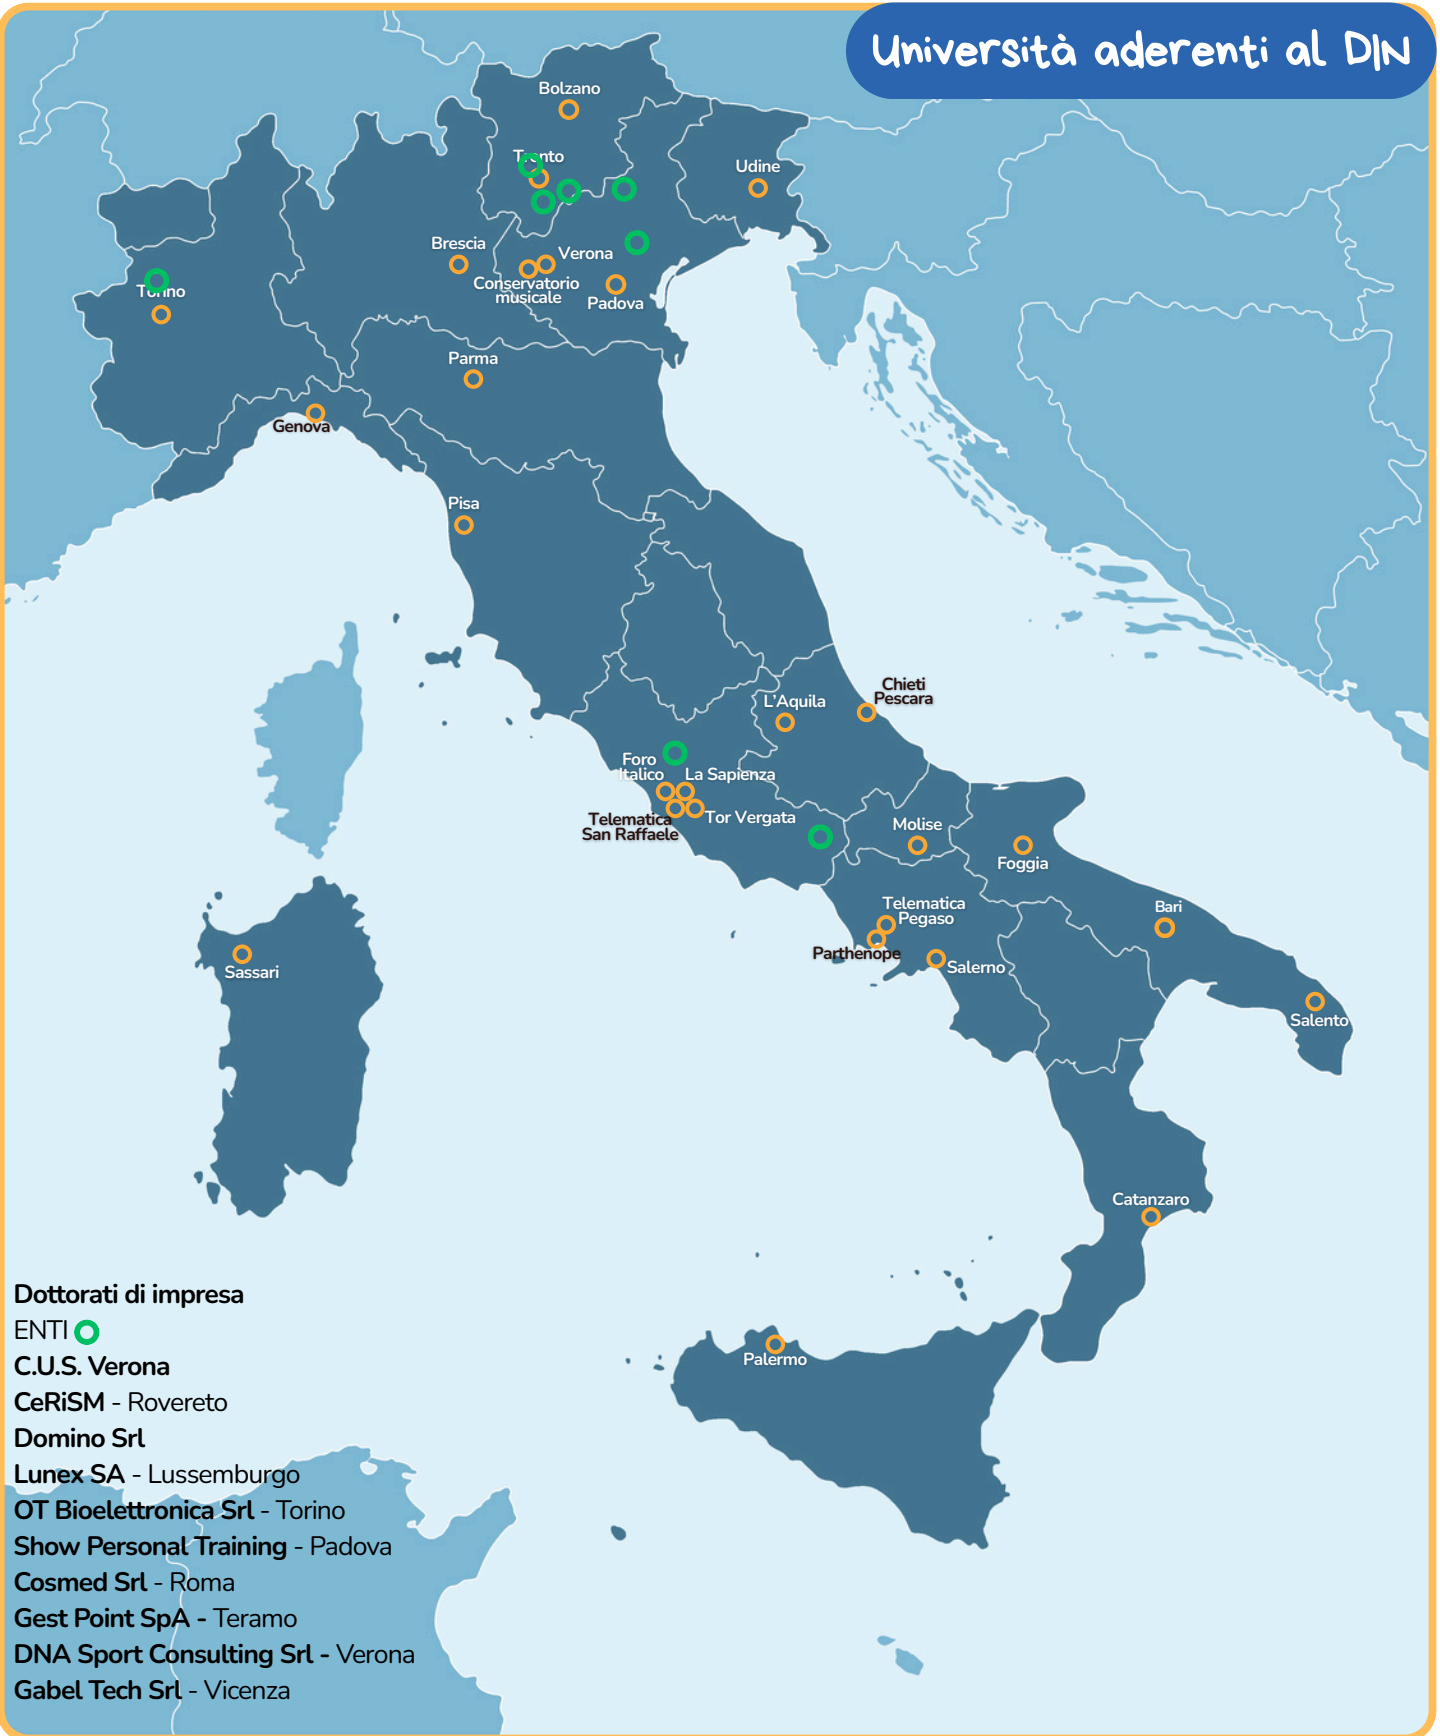 Università aderenti al DIN
Bolzano
Trento
Udine
Brescia
Verona
Conservatorio
musicale
Padova
Torino
Parma
Genova
Pisa
Chieti
Pescara
L'Aquila
Foro
Italico
La Sapienza
Telematica
San Raffaele
Tor Vergata
Molise
Foggia
Telematica
Pegaso
Bari
Parthenope
Salerno
Sassari
Salento
Catanzaro
Palermo
Dottorati di impresa
ENTI
C.U.S. Verona
CeRiSM - Rovereto
Domino Srl
Lunex SA - Lussemburgo
OT Bioelettronica Srl - Torino
Show Personal Training - Padova
Cosmed Srl - Roma
Gest Point SpA - Teramo
DNA Sport Consulting Srl - Verona
Gabel Tech Srl - Vicenza